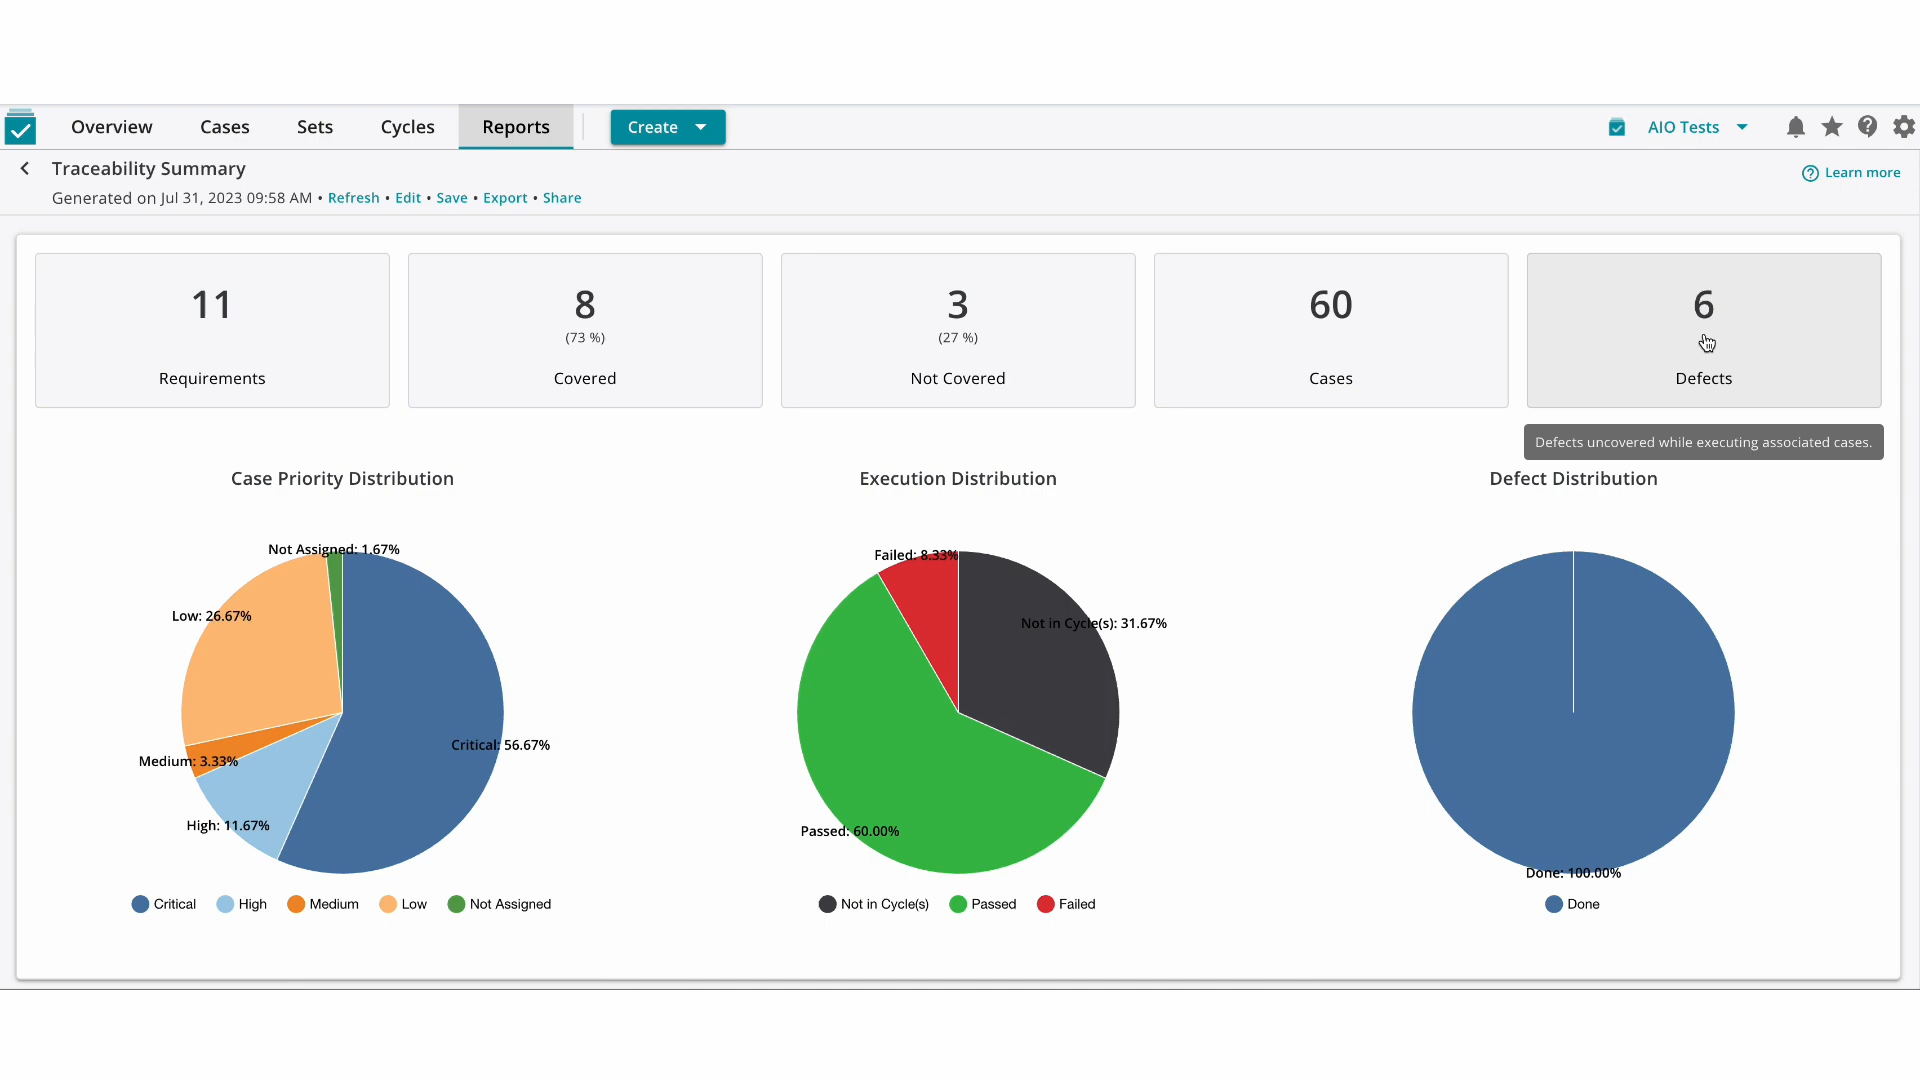 Overview Cases Sets Cycles Reports Create AIO Tests
Traceability Summary
Learn more
Generated on Jul 31, 2023 09:58 AM • Refresh • Edit • Save • Export • Share
11
Requirements
8
(73 %)
Covered
3
(27 %)
Not Covered
60
Cases
6
Defects
Defects uncovered while executing associated cases.
Case Priority Distribution
Not Assigned: 1.67%
Low: 26.67%
Critical: 56.67%
Medium: 3.33%
High: 11.67%
Critical High Medium Low Not Assigned
Execution Distribution
Failed: 8.33%
Not in Cycle(s): 31.67%
Passed: 60.00%
Not in Cycle(s) Passed Failed
Defect Distribution
Done: 100.00%
Done